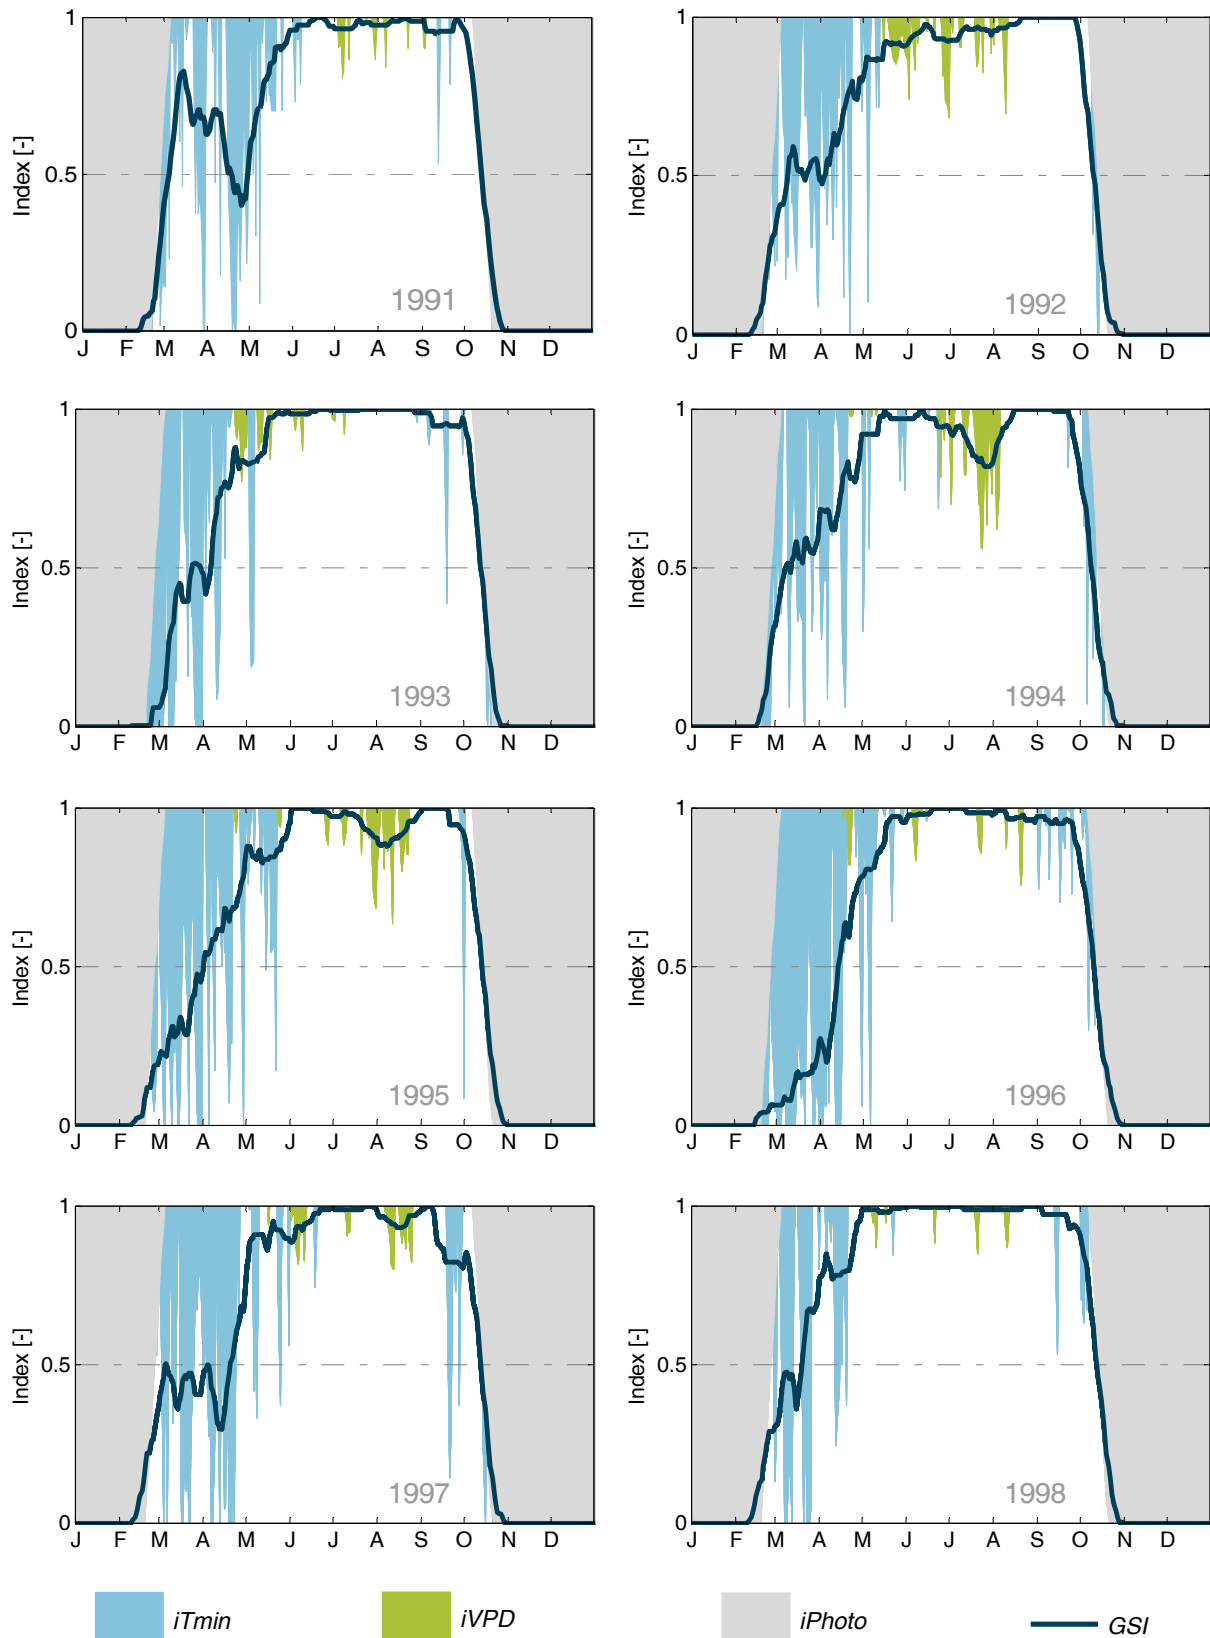 1
0.5
0
Index [-]
1991
J F M A M J J A S O N D
1
0.5
0
Index [-]
1992
J F M A M J J A S O N D
1
0.5
0
Index [-]
1993
J F M A M J J A S O N D
1
0.5
0
Index [-]
1994
J F M A M J J A S O N D
1
0.5
0
Index [-]
1995
J F M A M J J A S O N D
1
0.5
0
Index [-]
1996
J F M A M J J A S O N D
1
0.5
0
Index [-]
1997
J F M A M J J A S O N D
1
0.5
0
Index [-]
1998
J F M A M J J A S O N D
iTmin iVPD iPhoto GSI